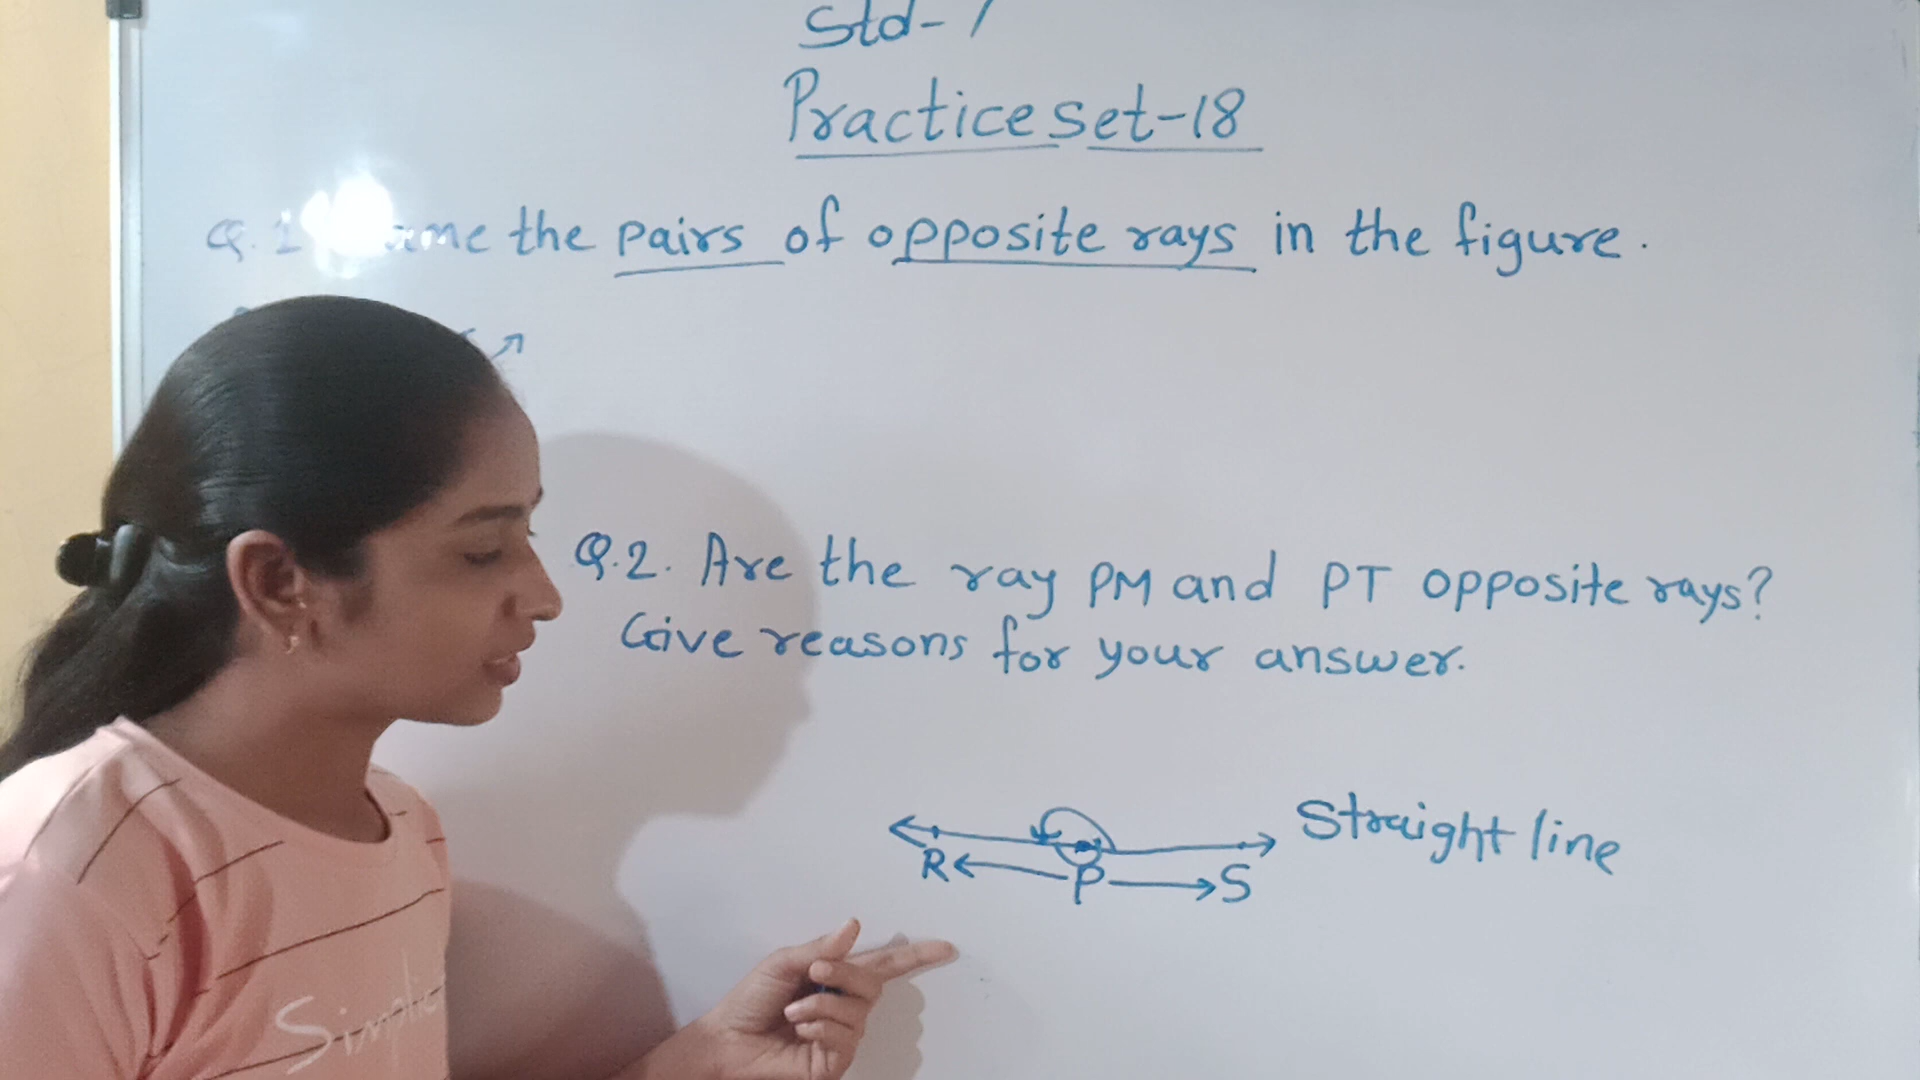 Std-7
Practice set-18
Q.1 the pairs of opposite rays in the figure.
Q.2. Are the ray PM and PT opposite rays?
Give reasons for your answer.
Straight line
R P S
Simplic